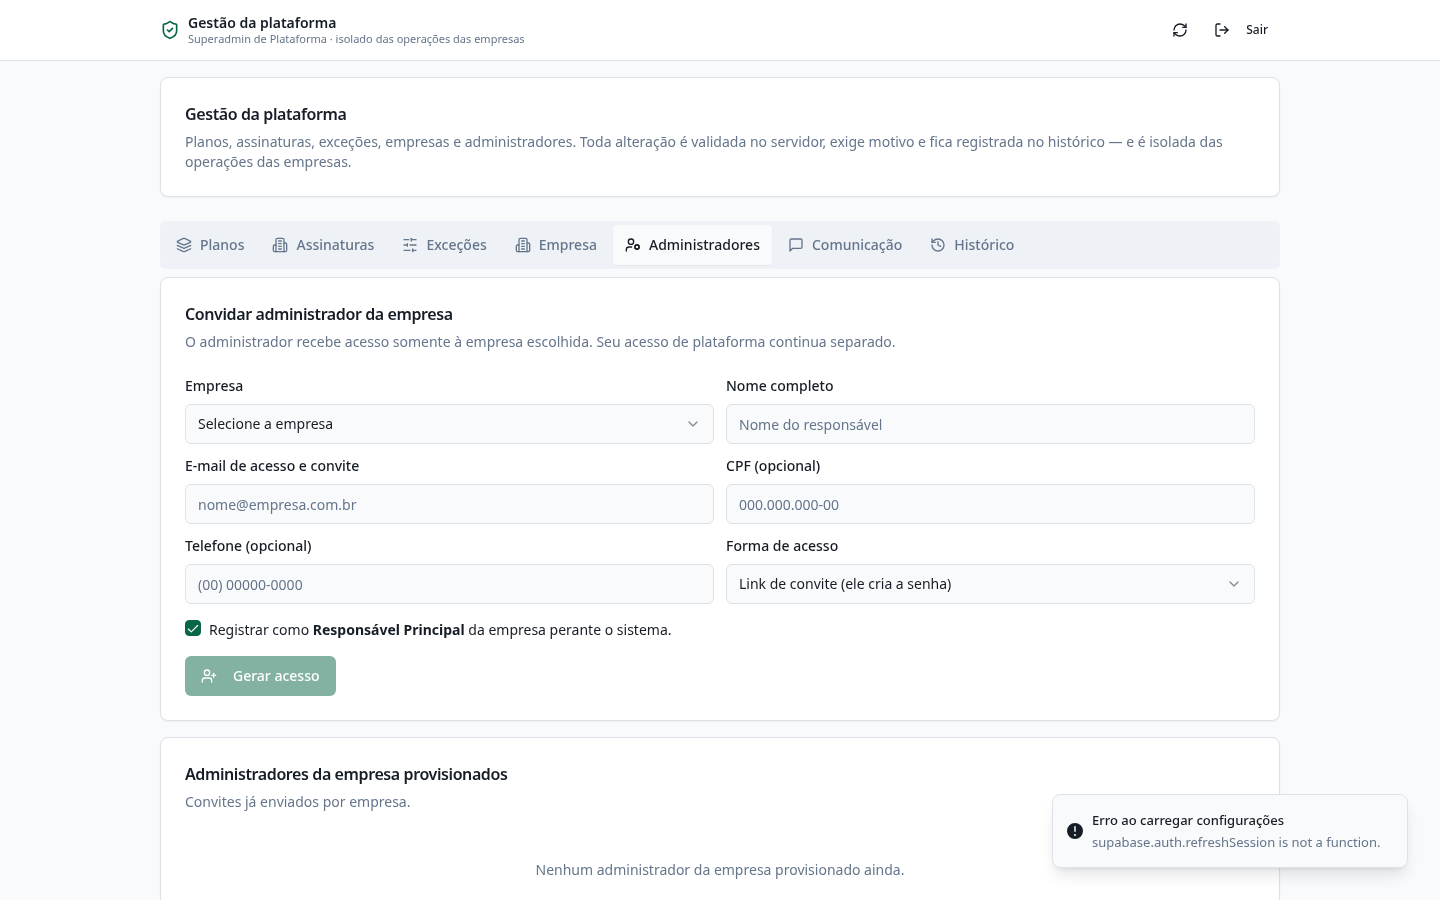 Gestão da plataforma
Superadmin de Plataforma · isolado das operações das empresas
Sair
Gestão da plataforma
Planos, assinaturas, exceções, empresas e administradores. Toda alteração é validada no servidor, exige motivo e fica registrada no histórico — e é isolada das
operações das empresas.
Planos
Assinaturas
Exceções
Empresa
Administradores
Comunicação
Histórico
Convidar administrador da empresa
O administrador recebe acesso somente à empresa escolhida. Seu acesso de plataforma continua separado.
Empresa
Nome completo
Selecione a empresa
Nome do responsável
E-mail de acesso e convite
CPF (opcional)
nome@empresa.com.br
000.000.000-00
Telefone (opcional)
Forma de acesso
(00) 00000-0000
Link de convite (ele cria a senha)
Registrar como Responsável Principal da empresa perante o sistema.
Gerar acesso
Administradores da empresa provisionados
Convites já enviados por empresa.
Nenhum administrador da empresa provisionado ainda.
Erro ao carregar configurações
supabase.auth.refreshSession is not a function.